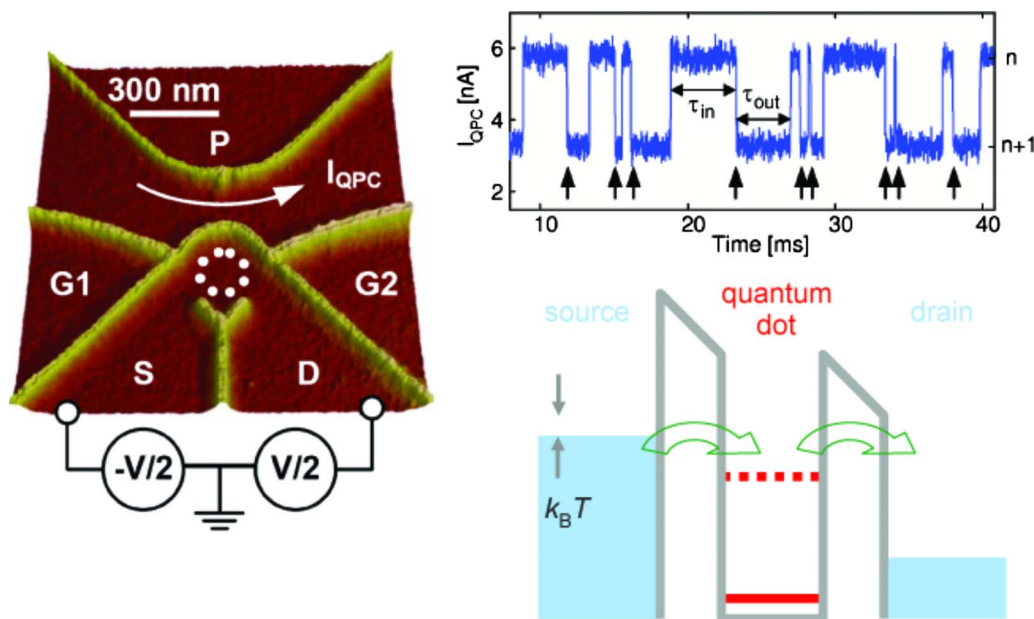 300 nm
P
I_QPC
G1
G2
S
D
-V/2
V/2
I_QPC [nA]
6
4
2
τ_in
τ_out
n
n+1
10
20
30
40
Time [ms]
source
quantum
dot
drain
k_BT